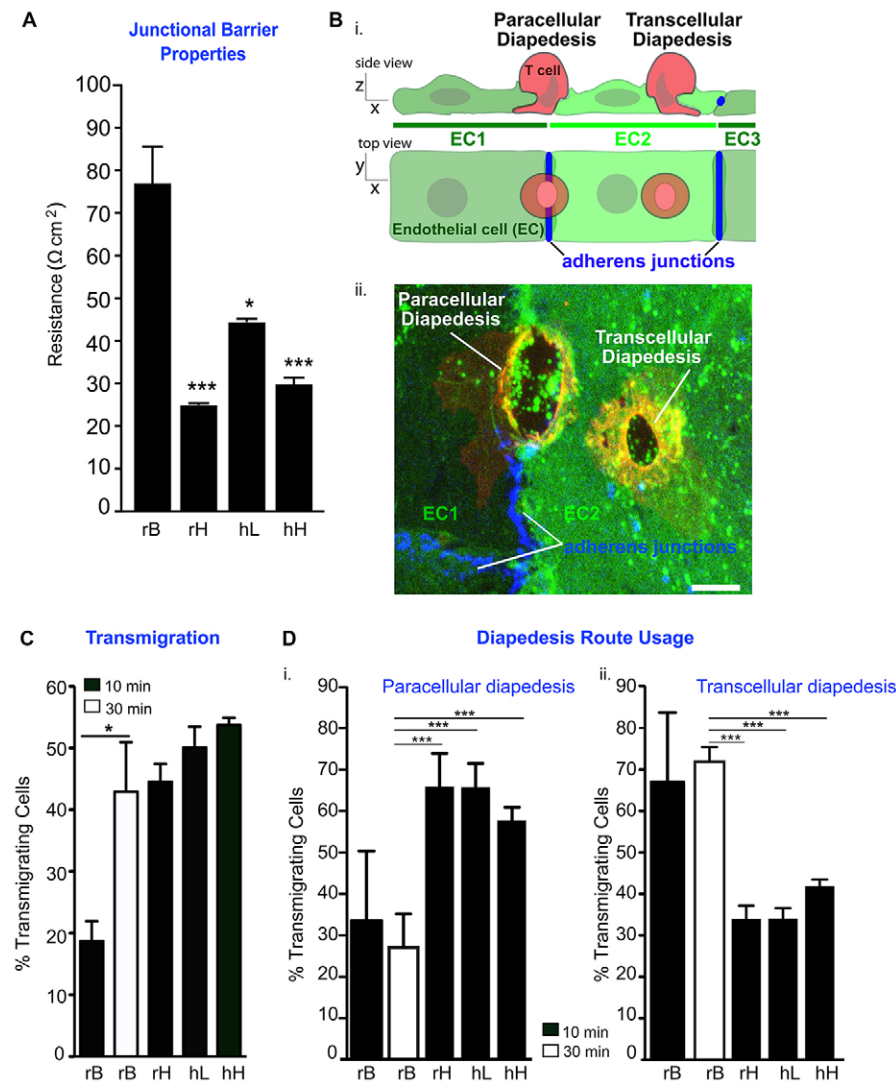 A
Junctional Barrier
Properties
Resistance (Ω cm²)
100
90
80
70
60
50
40
30
20
10
0
***
*
***
rB
rH
hL
hH
B
i.
Paracellular
Diapedesis
Transcellular
Diapedesis
side view
z
x
T cell
EC1
EC2
EC3
top view
y
x
Endothelial cell (EC)
adherens junctions
ii.
Paracellular
Diapedesis
Transcellular
Diapedesis
EC1
EC2
adherens junctions
C
Transmigration
10 min
30 min
% Transmigrating Cells
60
50
40
50
20
10
0
*
rB
rB
rH
hL
hH
D
Diapedesis Route Usage
i.
Paracellular diapedesis
% Transmigrating Cells
90
80
70
60
50
40
30
20
10
0
***
***
***
rB
rB
rH
hL
hH
10 min
30 min
ii.
Transcellular diapedesis
% Transmigrating Cells
90
80
70
60
50
40
30
20
10
0
***
***
***
rB
rB
rH
hL
hH